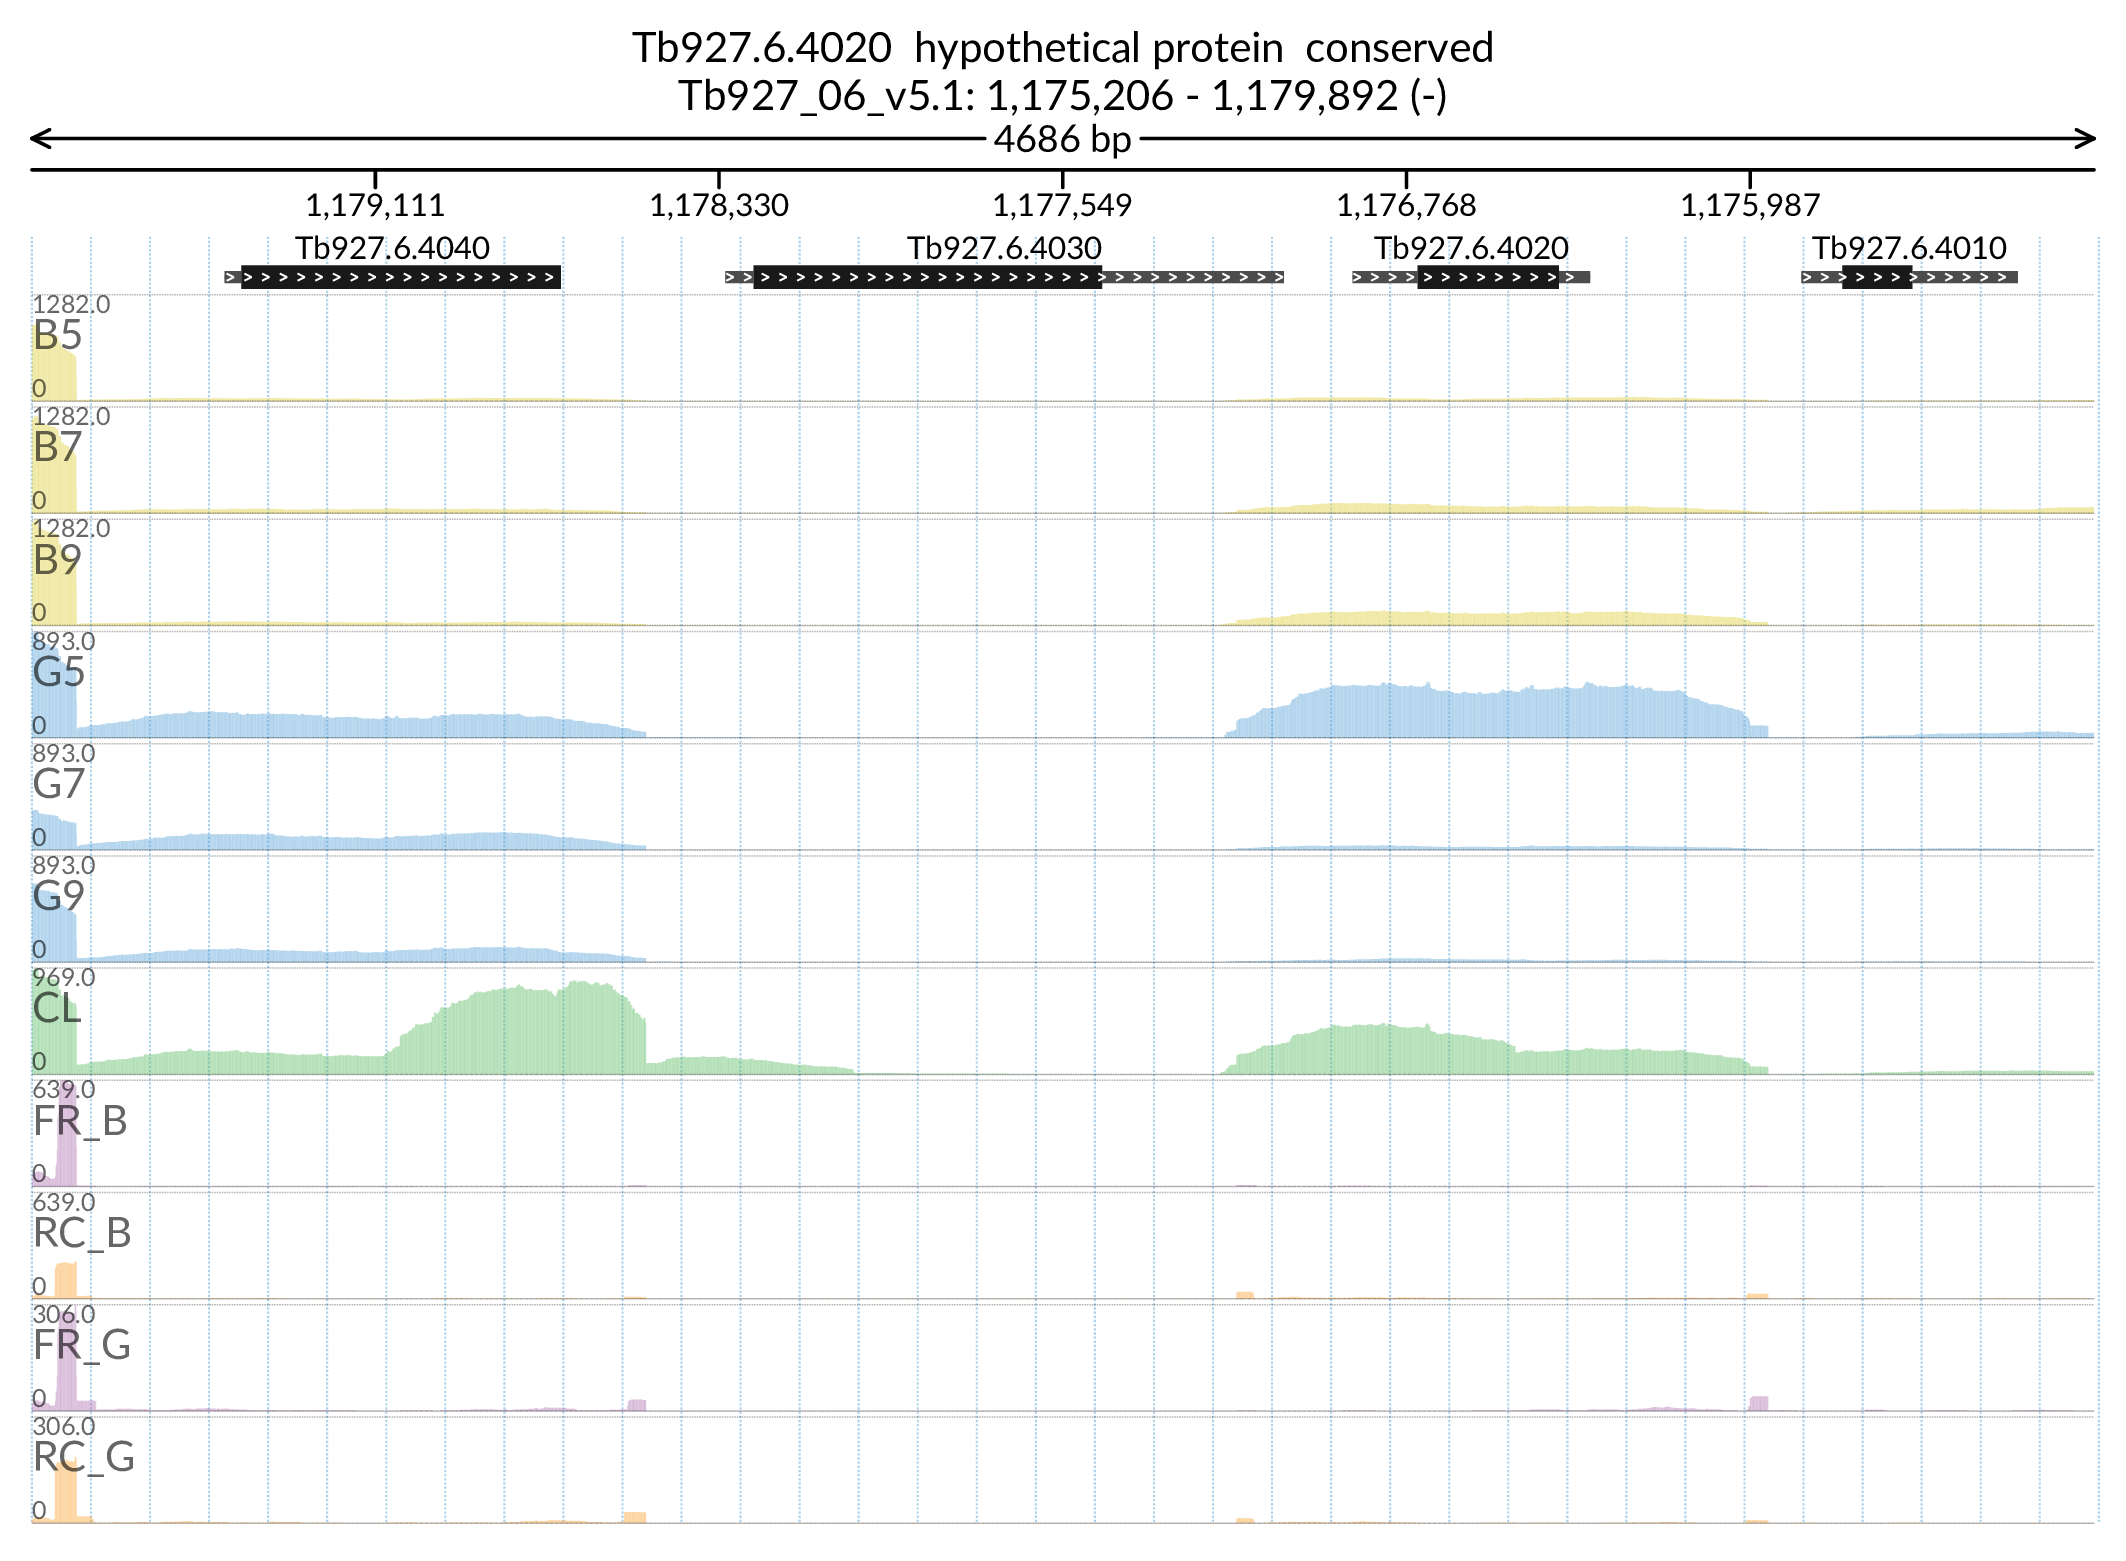 Tb927.6.4020  hypothetical protein  conserved
Tb927_06_v5.1: 1,175,206 - 1,179,892 (-)
4686 bp
1,179,111 1,178,330 1,177,549 1,176,768 1,175,987
Tb927.6.4040 Tb927.6.4030 Tb927.6.4020 Tb927.6.4010
1282.0
B5
0
1282.0
B7
0
1282.0
B9
0
893.0
G5
0
893.0
G7
0
893.0
G9
0
969.0
CL
0
639.0
FR_B
0
639.0
RC_B
0
306.0
FR_G
0
306.0
RC_G
0